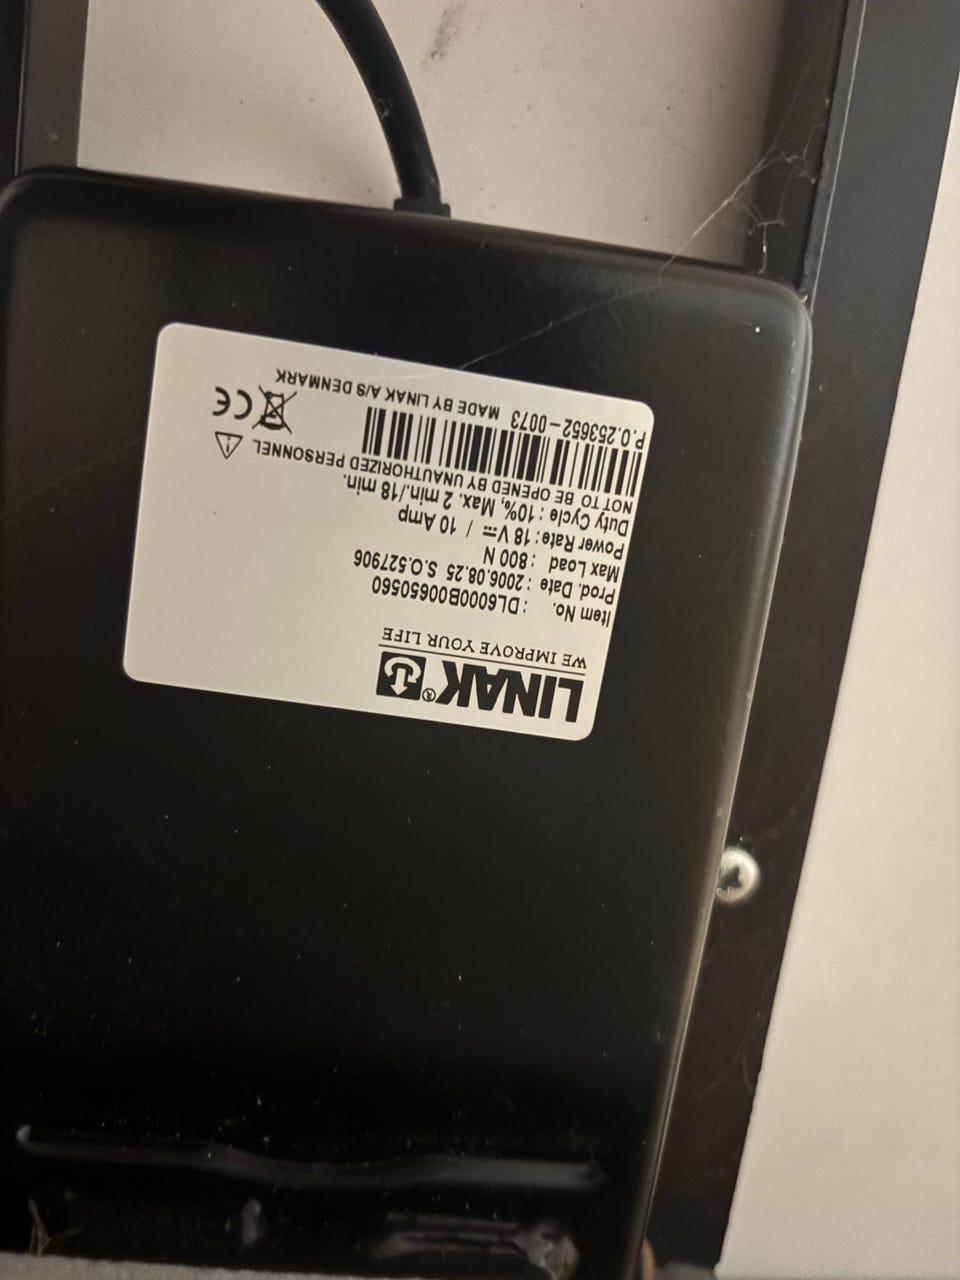 LINAK®
WE IMPROVE YOUR LIFE
Item No. : DL6000B00650560
Prod. Date : 2006.08.25 S.O.527906
Max Load : 800 N
Power Rate : 18 V⎓ / 10 Amp
Duty Cycle : 10%, Max. 2 min./18 min.
NOT TO BE OPENED BY UNAUTHORIZED PERSONNEL
P.O.253652-0073 MADE BY LINAK A/S DENMARK
CE